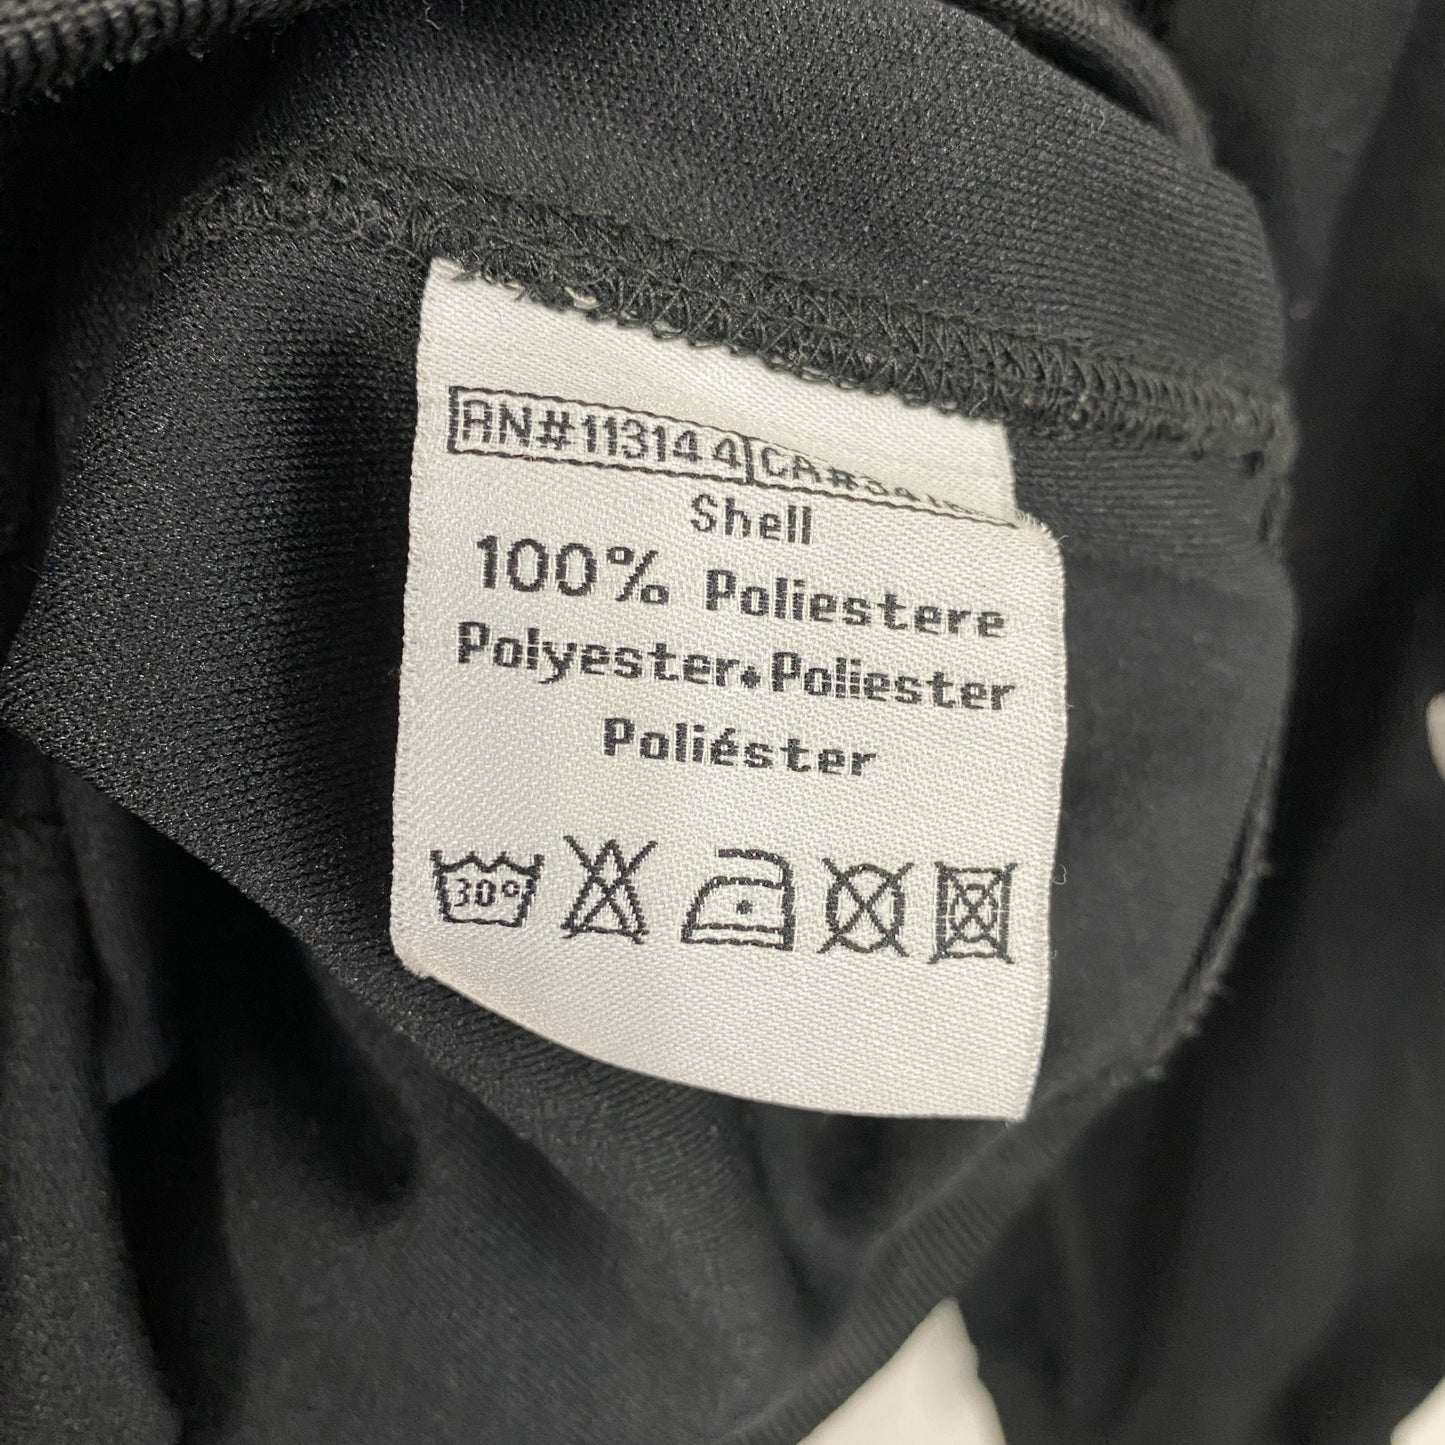 RN#113144 CA#
Shell
100% Poliestere
Polyester•Poliester
Poliéster
30°